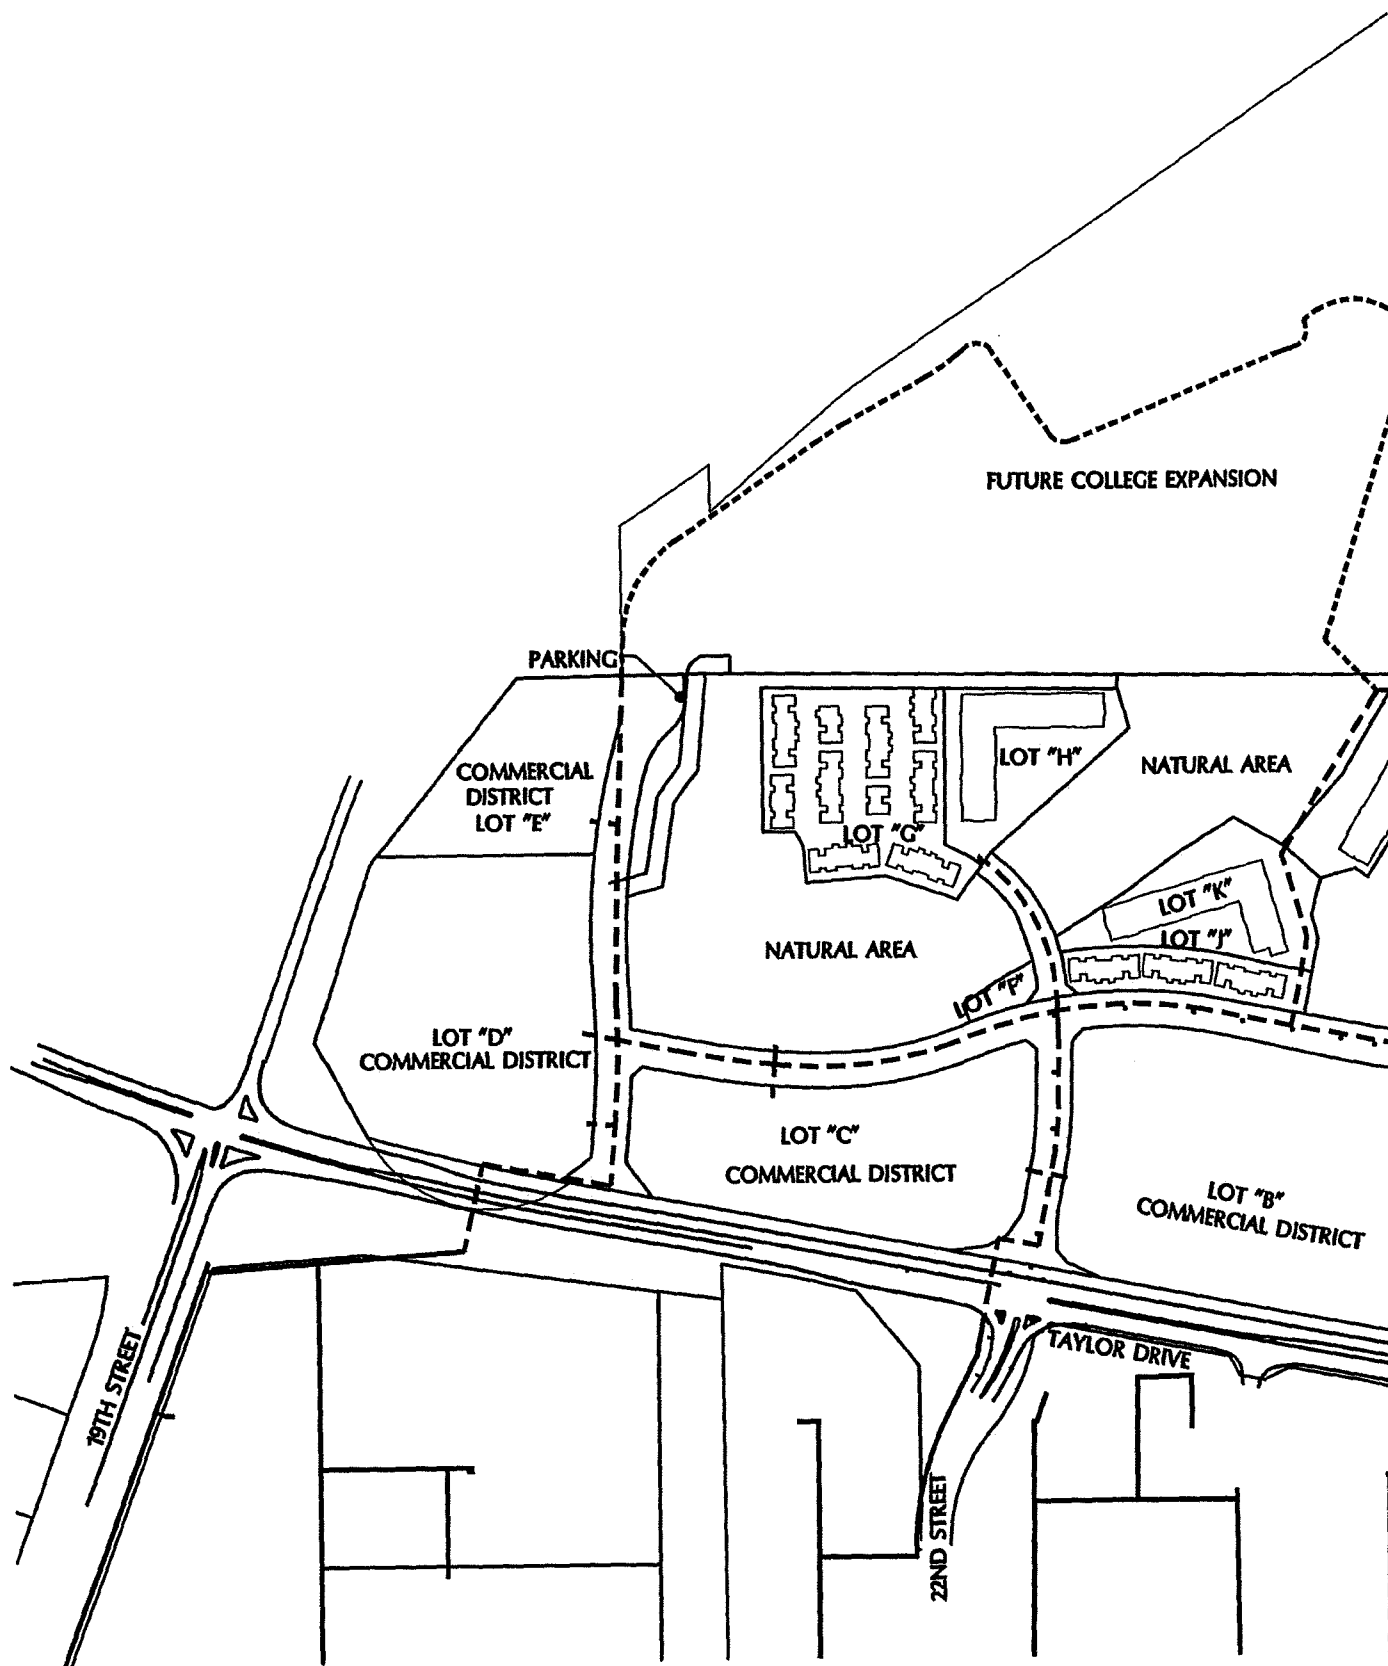 FUTURE COLLEGE EXPANSION
PARKING
COMMERCIAL
DISTRICT
LOT "E"
LOT "H"
NATURAL AREA
LOT "G"
LOT "K"
LOT "J"
NATURAL AREA
LOT "F"
LOT "D"
COMMERCIAL DISTRICT
LOT "C"
COMMERCIAL DISTRICT
LOT "B"
COMMERCIAL DISTRICT
TAYLOR DRIVE
19TH STREET
22ND STREET